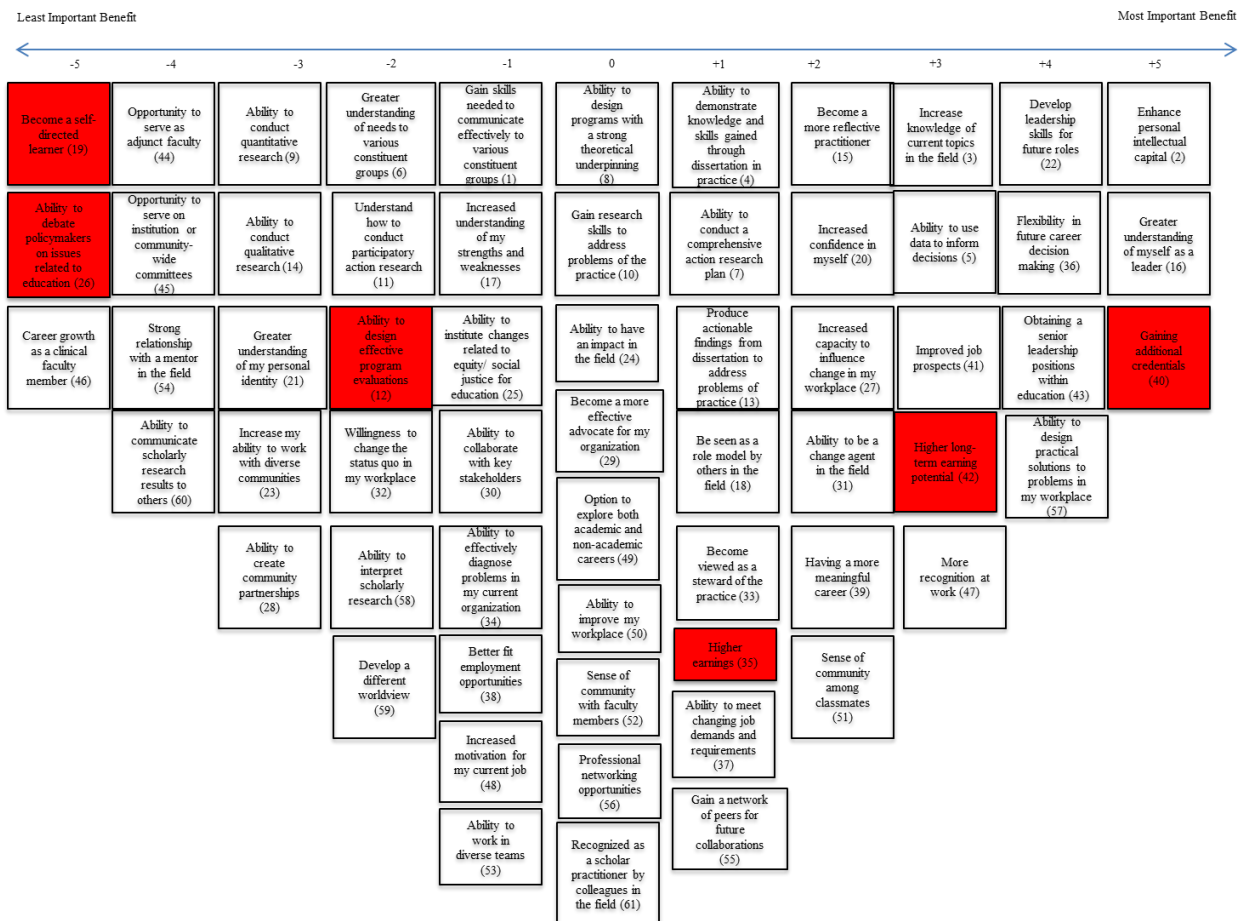 Least Important Benefit
Most Important Benefit
-5
-4
-3
-2
-1
0
+1
+2
+3
+4
+5
Become a self-
directed
learner (19)
Opportunity to
serve as
adjunct faculty
(44)
Ability to
conduct
quantitative
research (9)
Greater
understanding
of needs to
various
constituent
groups (6)
Gain skills
needed to
communicate
effectively to
various
constituent
groups (1)
Ability to
design
programs with
a strong
theoretical
underpinning
(8)
Ability to
demonstrate
knowledge and
skills gained
through
dissertation in
practice (4)
Become a
more reflective
practitioner
(15)
Increase
knowledge of
current topics
in the field (3)
Develop
leadership
skills for
future roles
(22)
Enhance
personal
intellectual
capital (2)
Ability to
debate
policymakers
on issues
related to
education (26)
Opportunity to
serve on
institution or
community-
wide
committees
(45)
Ability to
conduct
qualitative
research (14)
Understand
how to
conduct
participatory
action research
(11)
Increased
understanding
of my
strengths and
weaknesses
(17)
Gain research
skills to
address
problems of the
practice (10)
Ability to
conduct a
comprehensive
action research
plan (7)
Increased
confidence in
myself (20)
Ability to use
data to inform
decisions (5)
Flexibility in
future career
decision
making (36)
Greater
understanding
of myself as a
leader (16)
Career growth
as a clinical
faculty
member (46)
Strong
relationship
with a mentor
in the field
(54)
Greater
understanding
of my personal
identity (21)
Ability to
design
effective
program
evaluations
(12)
Ability to
institute changes
related to
equity/ social
justice for
education (25)
Ability to have
an impact in
the field (24)
Produce
actionable
findings from
dissertation to
address
problems of
practice (13)
Increased
capacity to
influence
change in my
workplace (27)
Improved job
prospects (41)
Obtaining a
senior
leadership
positions
within
education (43)
Gaining
additional
credentials
(40)
Ability to
communicate
scholarly
research
results to
others (60)
Increase my
ability to work
with diverse
communities
(23)
Willingness to
change the
status quo in
my workplace
(32)
Ability to
collaborate
with key
stakeholders
(30)
Become a more
effective
advocate for my
organization
(29)
Be seen as a
role model by
others in the
field (18)
Ability to be a
change agent
in the field
(31)
Higher long-
term earning
potential (42)
Ability to
design
practical
solutions to
problems in
my workplace
(57)
Ability to
create
community
partnerships
(28)
Ability to
interpret
scholarly
research (58)
Ability to
effectively
diagnose
problems in
my current
organization
(34)
Option to
explore both
academic and
non-academic
careers (49)
Become
viewed as a
steward of the
practice (33)
Having a more
meaningful
career (39)
More
recognition at
work (47)
Develop a
different
worldview
(59)
Better fit
employment
opportunities
(38)
Ability to
improve my
workplace
(50)
Higher
earnings (35)
Sense of
community
among
classmates
(51)
Increased
motivation for
my current job
(48)
Sense of
community
with faculty
members (52)
Ability to meet
changing job
demands and
requirements
(37)
Ability to
work in
diverse teams
(53)
Professional
networking
opportunities
(56)
Gain a network
of peers for
future
collaborations
(55)
Recognized as
a scholar
practitioner by
colleagues in
the field (61)